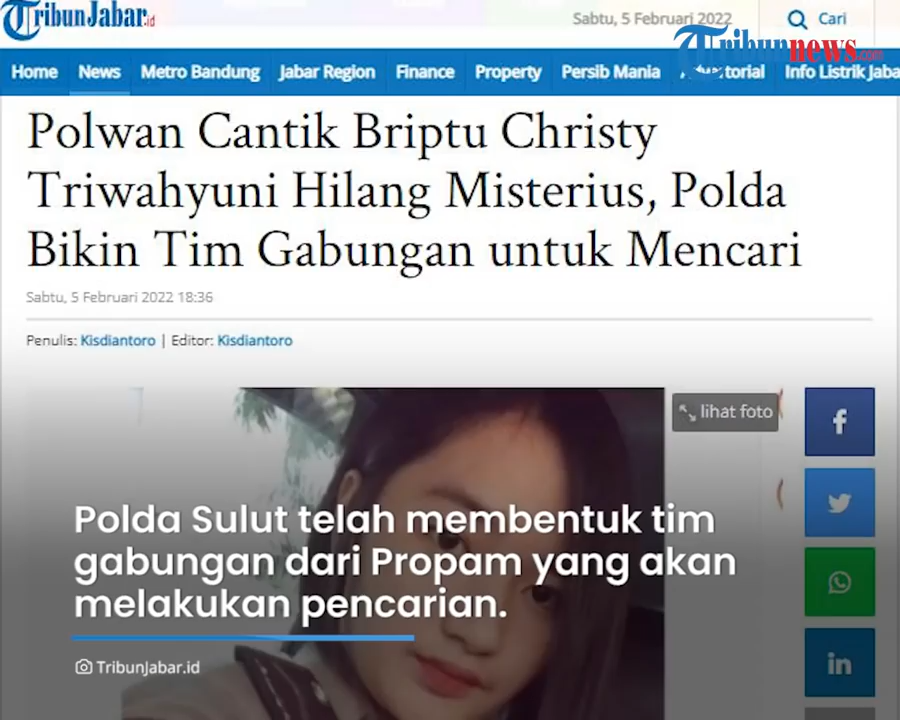 TribunJabar.id
Sabtu, 5 Februari 2022
Cari
Tribunnews.com
Home News Metro Bandung Jabar Region Finance Property Persib Mania Advertorial Info Listrik Jaba
Polwan Cantik Briptu Christy
Triwahyuni Hilang Misterius, Polda
Bikin Tim Gabungan untuk Mencari
Sabtu, 5 Februari 2022 18:36
Penulis: Kisdiantoro | Editor: Kisdiantoro
lihat foto
Polda Sulut telah membentuk tim
gabungan dari Propam yang akan
melakukan pencarian.
TribunJabar.id